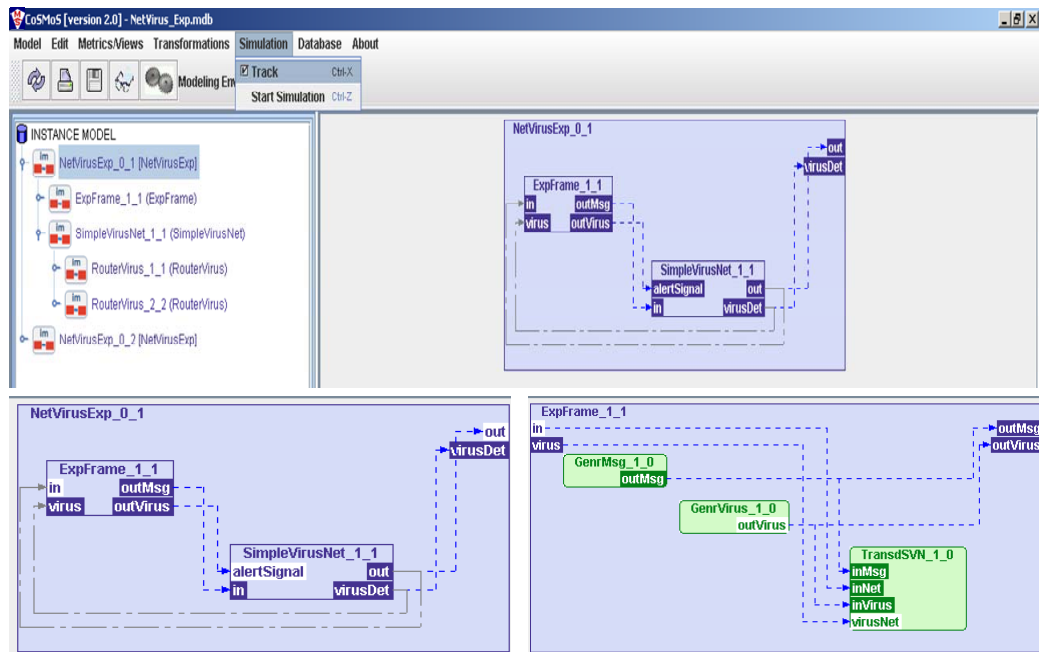 CoSMoS [version 2.0] - NetVirus_Exp.mdb
Model Edit Metrics/Views Transformations Simulation Database About
Track Ctrl-X
Start Simulation Ctrl-Z
Modeling Env
INSTANCE MODEL
NetVirusExp_0_1 [NetVirusExp]
ExpFrame_1_1 (ExpFrame)
SimpleVirusNet_1_1 (SimpleVirusNet)
RouterVirus_1_1 (RouterVirus)
RouterVirus_2_2 (RouterVirus)
NetVirusExp_0_2 [NetVirusExp]
NetVirusExp_0_1
out
virusDet
ExpFrame_1_1
in outMsg
virus outVirus
SimpleVirusNet_1_1
alertSignal out
in virusDet
NetVirusExp_0_1
out
virusDet
ExpFrame_1_1
in outMsg
virus outVirus
SimpleVirusNet_1_1
alertSignal out
in virusDet
ExpFrame_1_1
in outMsg
virus outVirus
GenrMsg_1_0
outMsg
GenrVirus_1_0
outVirus
TransdSVN_1_0
inMsg
inNet
inVirus
virusNet